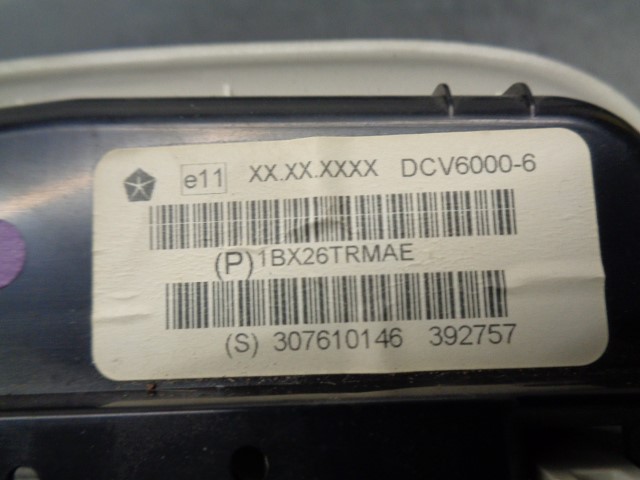 e11 XX.XX.XXXX DCV6000-6
(P) 1BX26TRMAE
(S) 307610146 392757